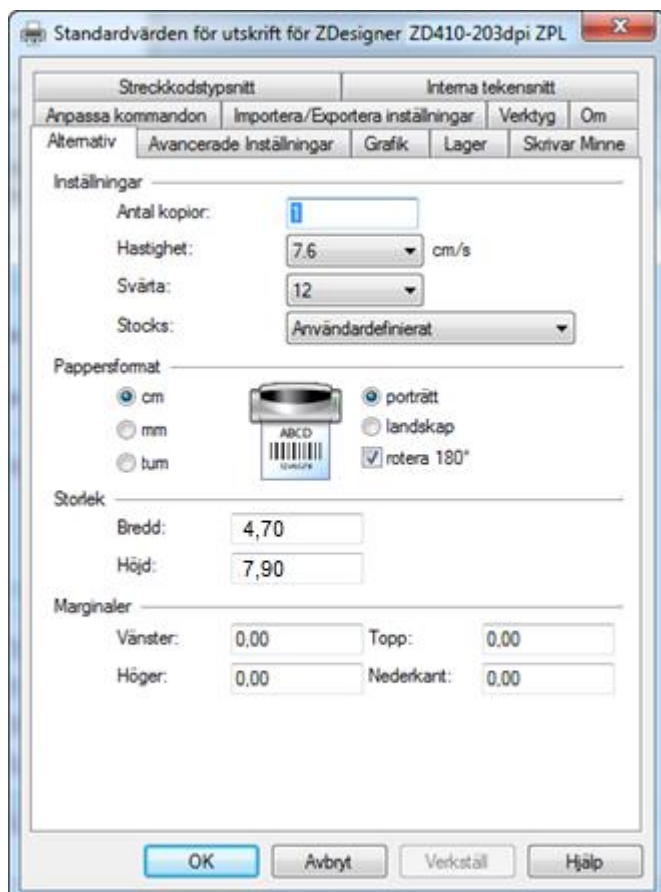 Standardvärden för utskrift för ZDesigner ZD410-203dpi ZPL
Streckkodstypsnitt Interna tekensnitt
Anpassa kommandon Importera/Exportera inställningar Verktyg Om
Alternativ Avancerade Inställningar Grafik Lager Skrivar Minne
Inställningar
Antal kopior: 1
Hastighet: 7.6 cm/s
Svärta: 12
Stocks: Användardefinierat
Pappersformat
cm porträtt
mm ABCD landskap
tum rotera 180°
Storlek
Bredd: 4,70
Höjd: 7,90
Marginaler
Vänster: 0,00 Topp: 0,00
Höger: 0,00 Nederkant: 0,00
OK Avbryt Verkställ Hjälp